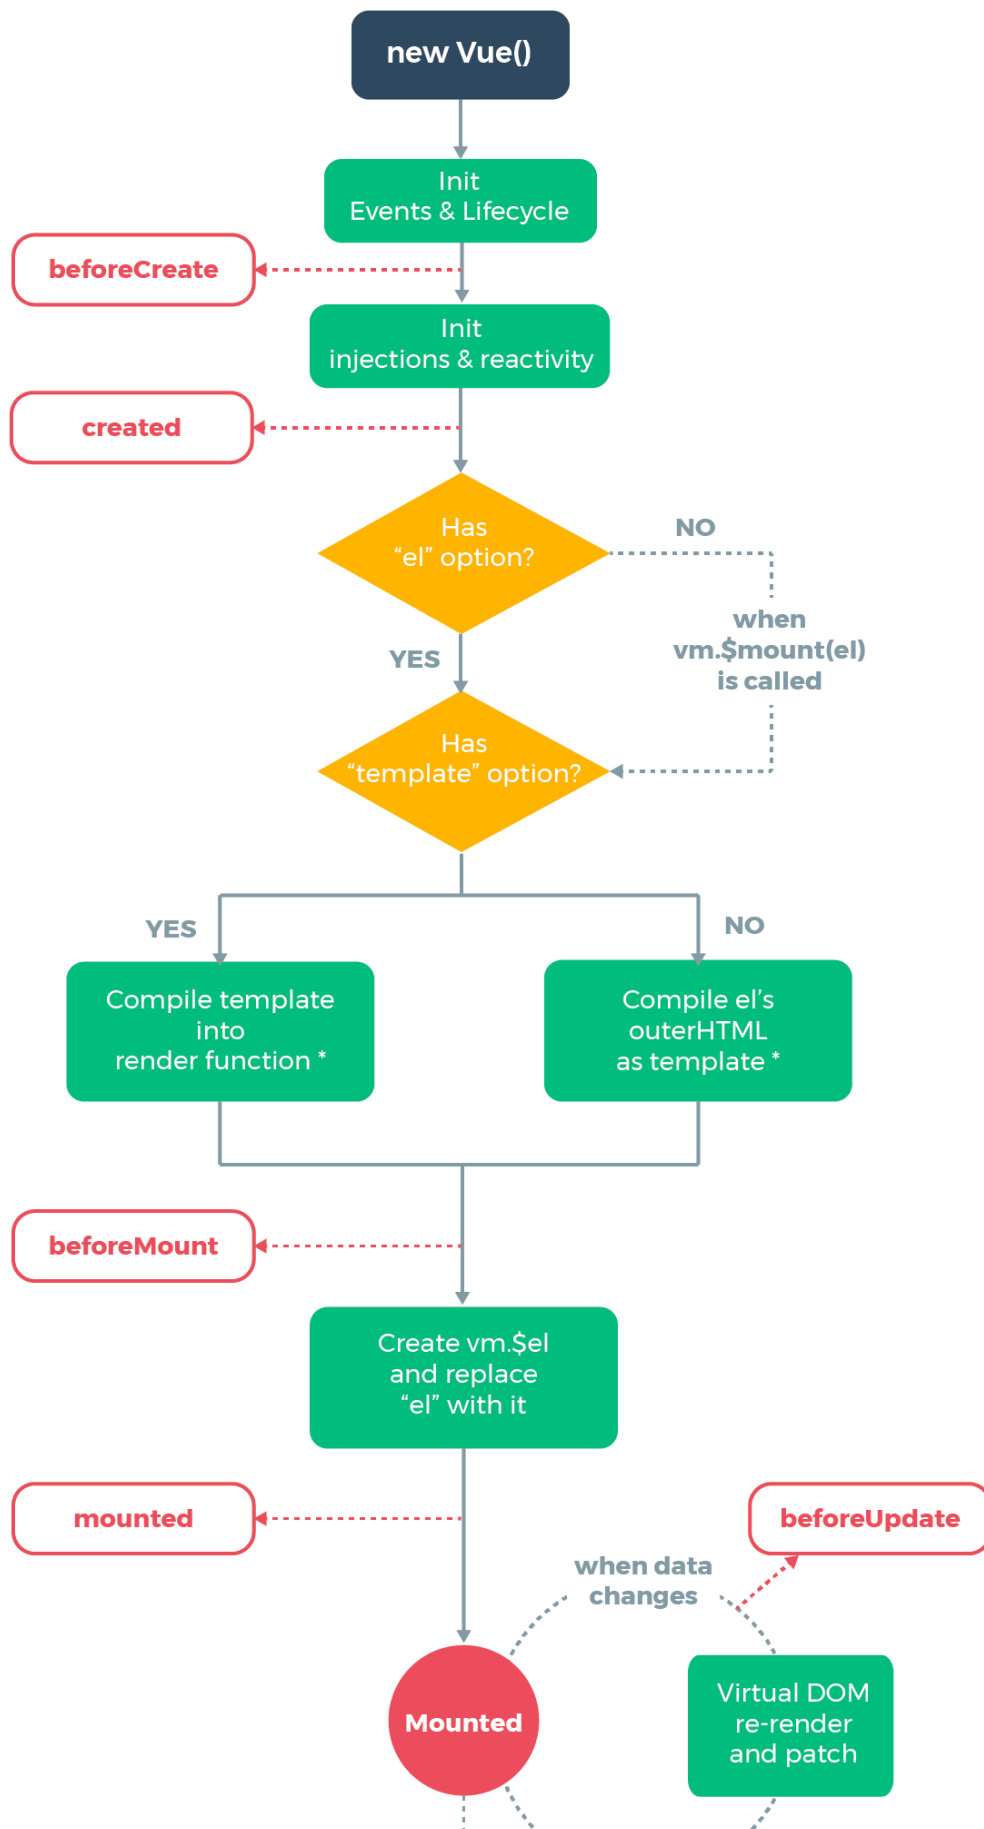 new Vue()
Init
Events & Lifecycle
beforeCreate
Init
injections & reactivity
created
Has
“el” option?
NO
when
vm.$mount(el)
is called
YES
Has
“template” option?
YES
NO
Compile template
into
render function *
Compile el’s
outerHTML
as template *
beforeMount
Create vm.$el
and replace
“el” with it
mounted
beforeUpdate
when data
changes
Mounted
Virtual DOM
re-render
and patch